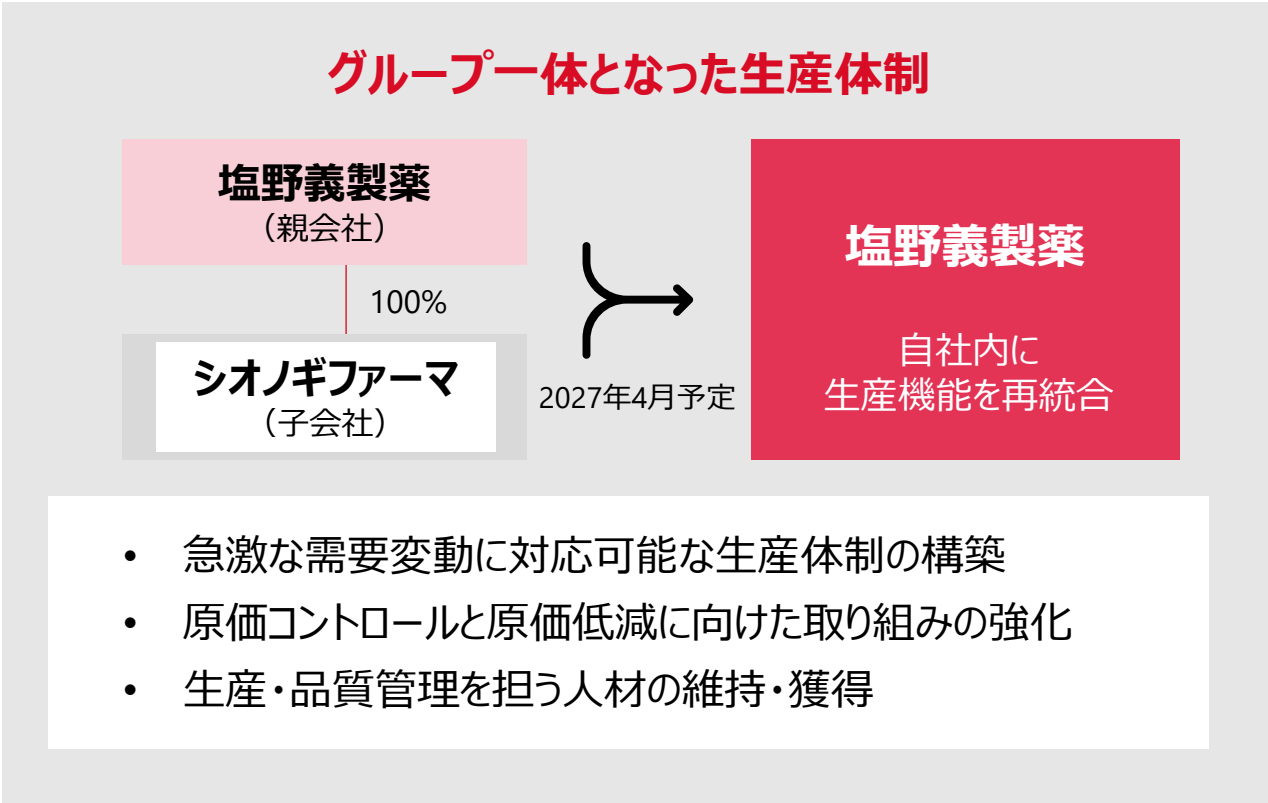 グループ一体となった生産体制
塩野義製薬
（親会社）
100%
シオノギファーマ
（子会社）
2027年4月予定
塩野義製薬
自社内に
生産機能を再統合
• 急激な需要変動に対応可能な生産体制の構築
• 原価コントロールと原価低減に向けた取り組みの強化
• 生産・品質管理を担う人材の維持・獲得